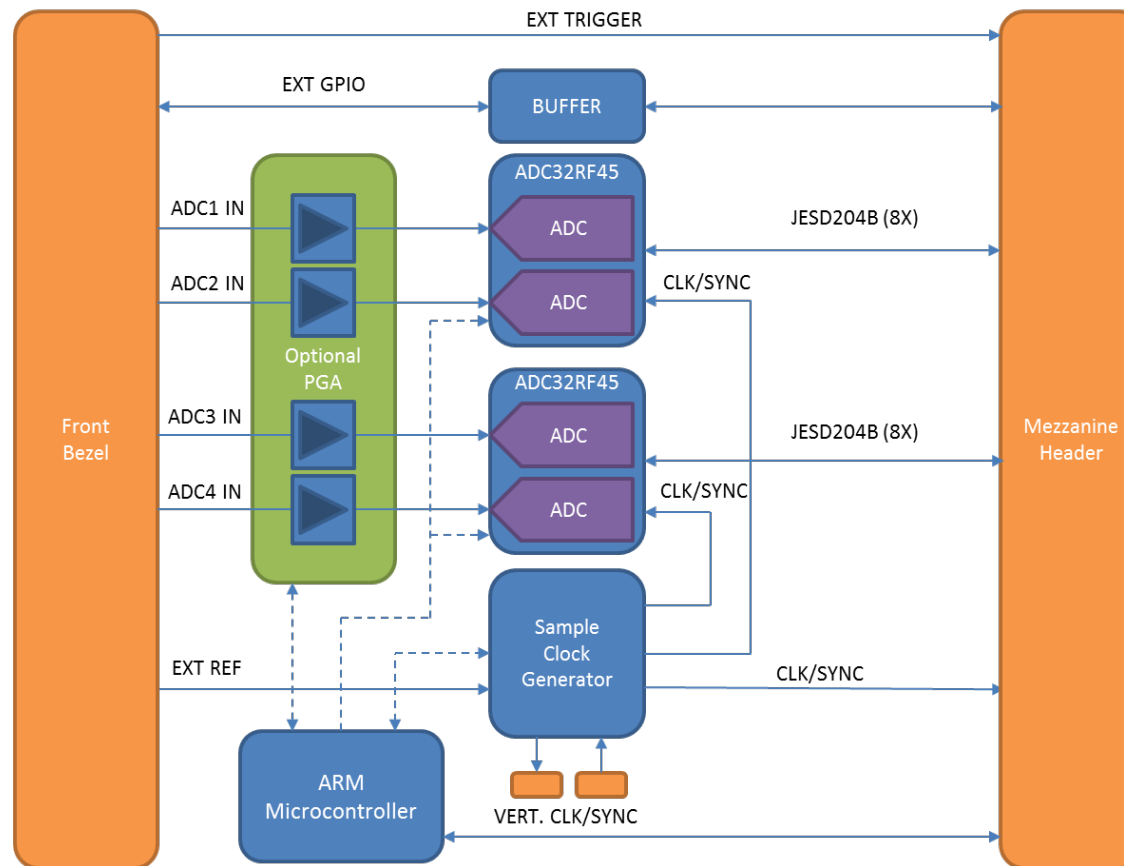 EXT TRIGGER
EXT GPIO
BUFFER
ADC32RF45
ADC1 IN
ADC
JESD204B (8X)
ADC2 IN
ADC
CLK/SYNC
Optional
PGA
ADC32RF45
Front
Bezel
ADC3 IN
ADC
JESD204B (8X)
Mezzanine
Header
ADC4 IN
ADC
CLK/SYNC
Sample
Clock
Generator
EXT REF
CLK/SYNC
ARM
Microcontroller
VERT. CLK/SYNC